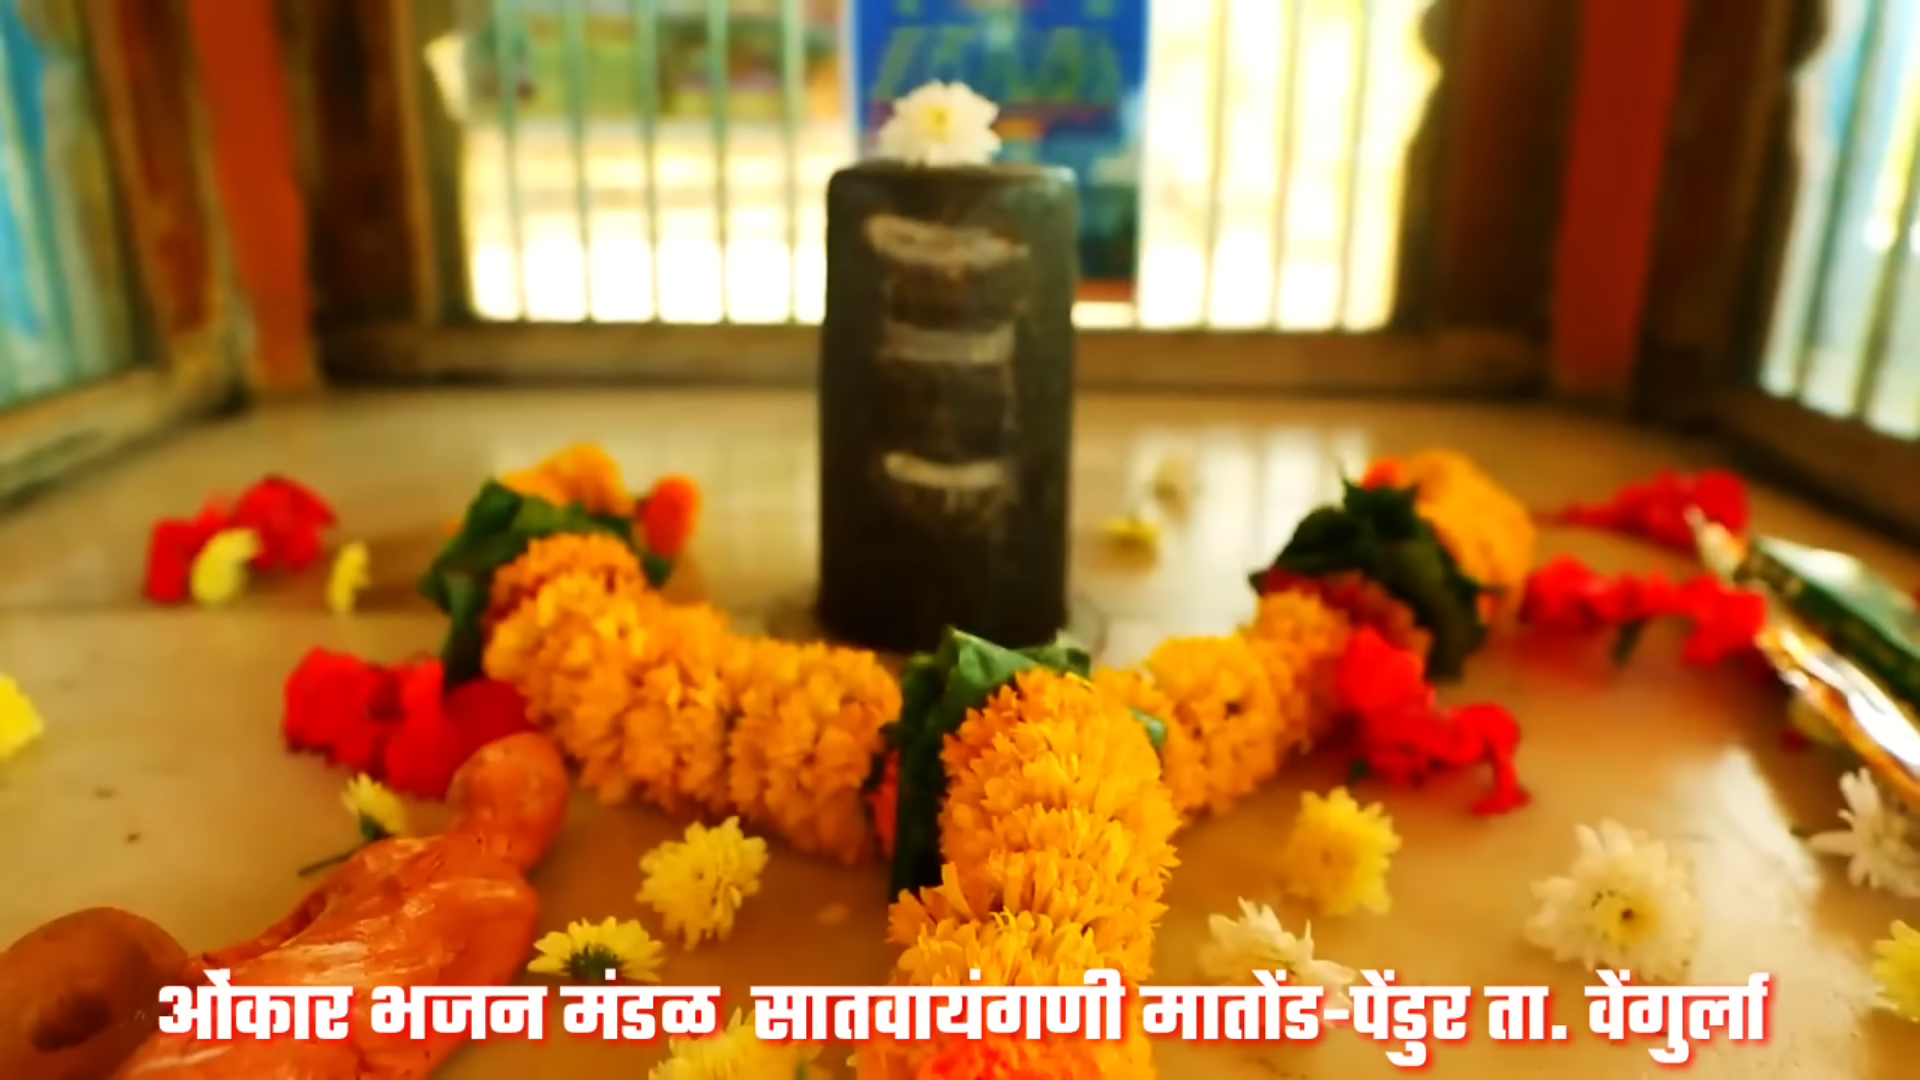 ओंकार भजन मंडळ सातवायंगणी मातोंड-पेंडुर ता. वेंगुर्ला